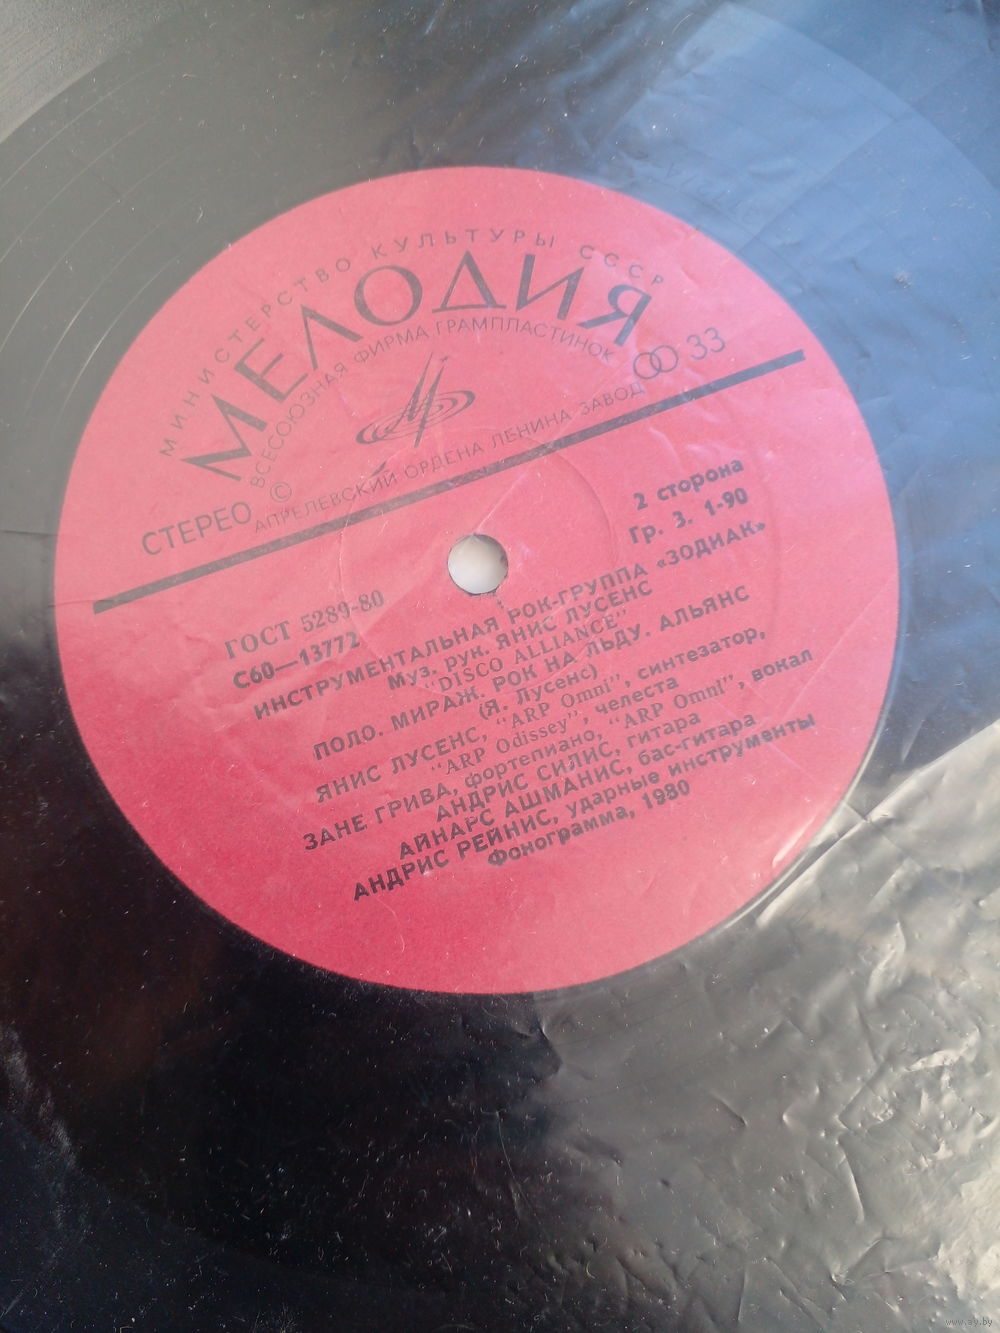 МИНИСТЕРСТВО КУЛЬТУРЫ СССР
МЕЛОДИЯ
ВСЕСОЮЗНАЯ ФИРМА ГРАМПЛАСТИНОК
33
СТЕРЕО ©
АПРЕЛЕВСКИЙ ОРДЕНА ЛЕНИНА ЗАВОД
2 сторона
Гр. 3. 1-90
ГОСТ 5289-80
С60—13772
ИНСТРУМЕНТАЛЬНАЯ РОК-ГРУППА «ЗОДИАК»
Муз. рук. ЯНИС ЛУСЕНС
"DISCO ALLIANCE"
ПОЛО. МИРАЖ. РОК НА ЛЬДУ. АЛЬЯНС
(Я. Лусенс)
ЯНИС ЛУСЕНС, "ARP Omni", синтезатор,
"ARP Odissey", челеста
ЗАНЕ ГРИВА, фортепиано, "ARP Omni", вокал
АНДРИС СИЛИС, гитара
АЙНАРС АШМАНИС, бас-гитара
АНДРИС РЕЙНИС, ударные инструменты
Фонограмма, 1980
www.ay.by